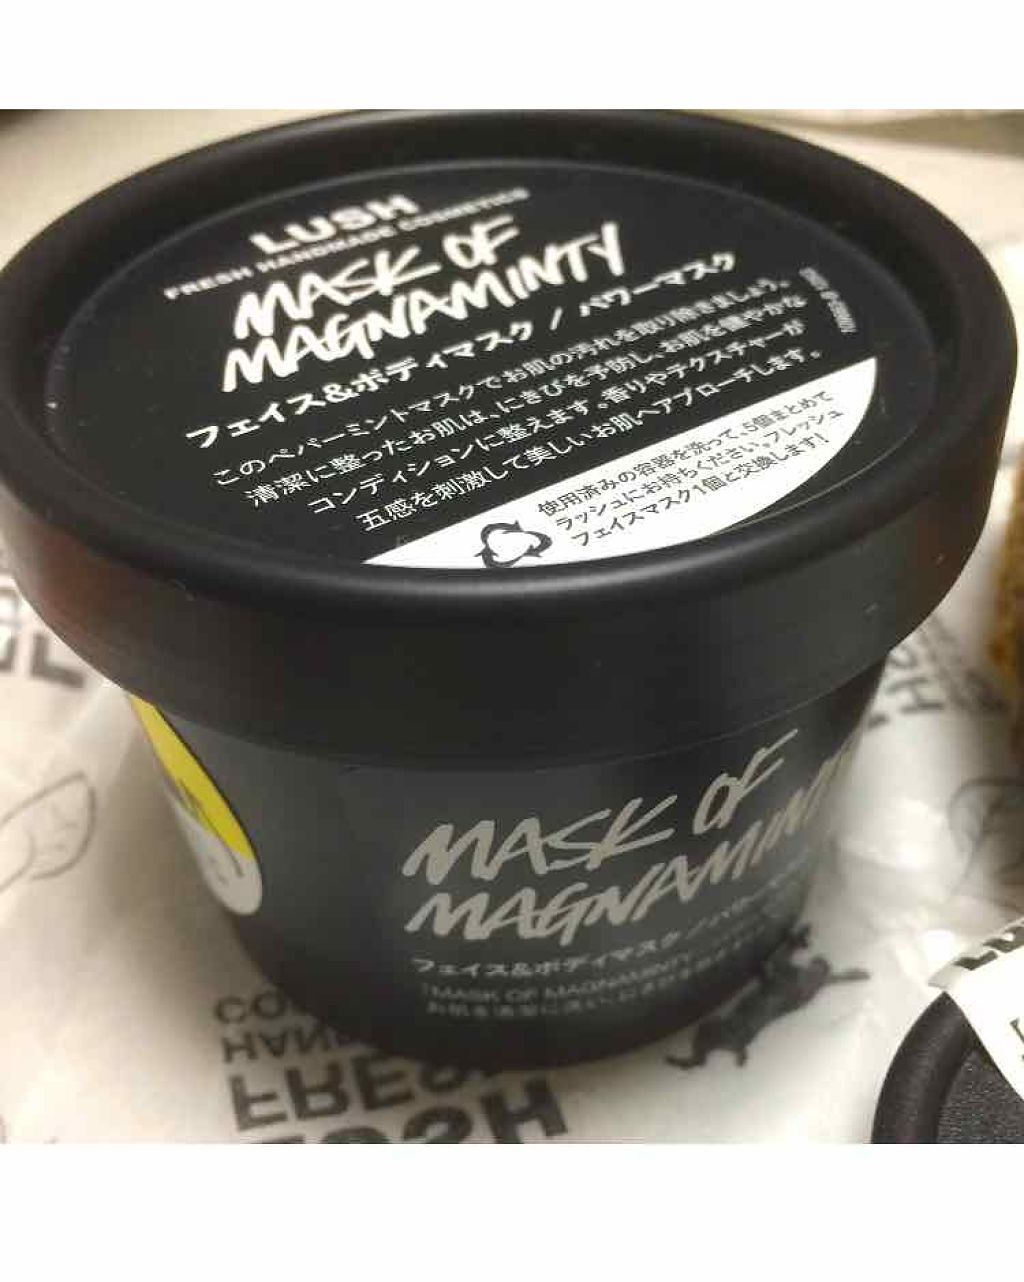 LUSH
FRESH HANDMADE COSMETICS
MASK OF
MAGNAMINTY
フェイス&ボディマスク / パワーマスク
このペパーミントマスクでお肌の汚れを取り除きましょう。
清潔に整ったお肌は、にきびを予防し、お肌を健やかな
コンディションに整えます。香りやテクスチャーが
五感を刺激して美しいお肌へアプローチします。
使用済みの容器を洗って、5個まとめて
ラッシュにお持ちください。フレッシュ
フェイスマスク1個と交換します!
MASK OF
フェイス&ボディマスク / パワー
MASK OF MAGNAMINTY
FRESH